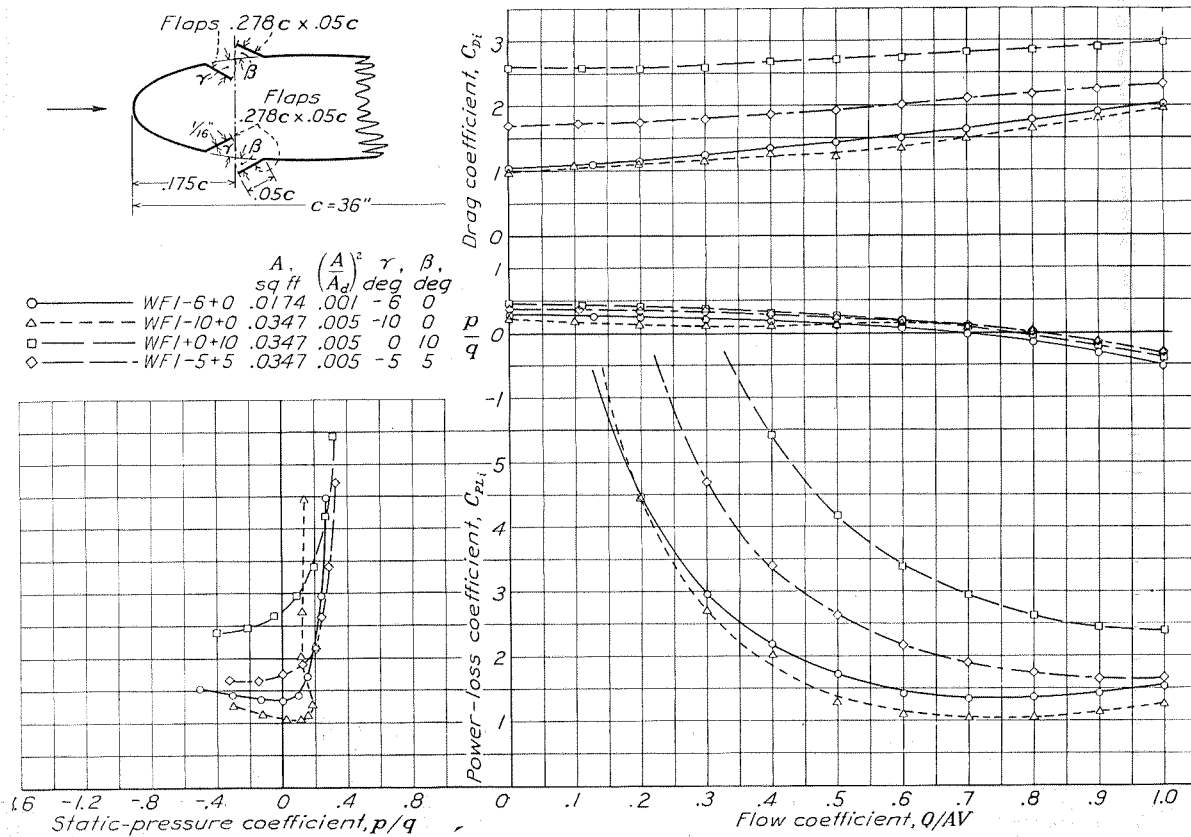 Flaps .278c x .05c
γ
β
Flaps
.278c x .05c
1/16"
γ
β
.175c
.05c
c = 36"
A, sq ft
(A/A_d)²
γ, deg
β, deg
WF1-6+0 .0174 .001 -6 0
WF1-10+0 .0347 .005 -10 0
WF1+0+10 .0347 .005 0 10
WF1-5+5 .0347 .005 -5 5
Drag coefficient, C_Di
3
2
1
0
p/q
1
0
-1
Power-loss coefficient, C_PLi
5
4
3
2
1
0 .1 .2 .3 .4 .5 .6 .7 .8 .9 1.0
Flow coefficient, Q/AV
-1.6 -1.2 -.8 -.4 0 .4 .8
Static-pressure coefficient, p/q